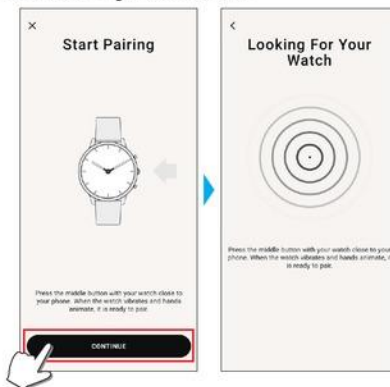 Start Pairing
Press the middle button with your watch close to
your phone. When the watch vibrates and hands
animate, it is ready to pair.
CONTINUE
Looking For Your
Watch
Press the middle button with your watch close to your
phone. When the watch vibrates and hands animate,
is ready to pair.